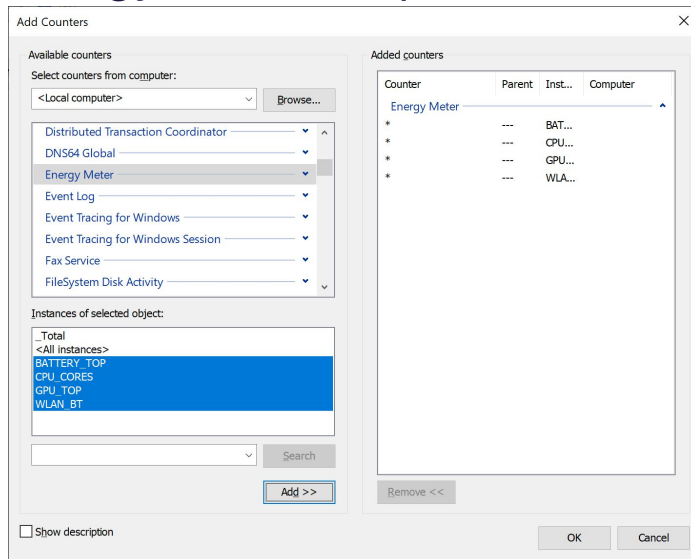 Add Counters
Available counters
Select counters from computer:
<Local computer>
Browse...
Distributed Transaction Coordinator
DNS64 Global
Energy Meter
Event Log
Event Tracing for Windows
Event Tracing for Windows Session
Fax Service
FileSystem Disk Activity
Instances of selected object:
_Total
<All instances>
BATTERY_TOP
CPU_CORES
GPU_TOP
WLAN_BT
Search
Add >>
Show description
Added counters
Counter Parent Inst... Computer
Energy Meter
* --- BAT...
* --- CPU...
* --- GPU...
* --- WLA...
Remove <<
OK Cancel